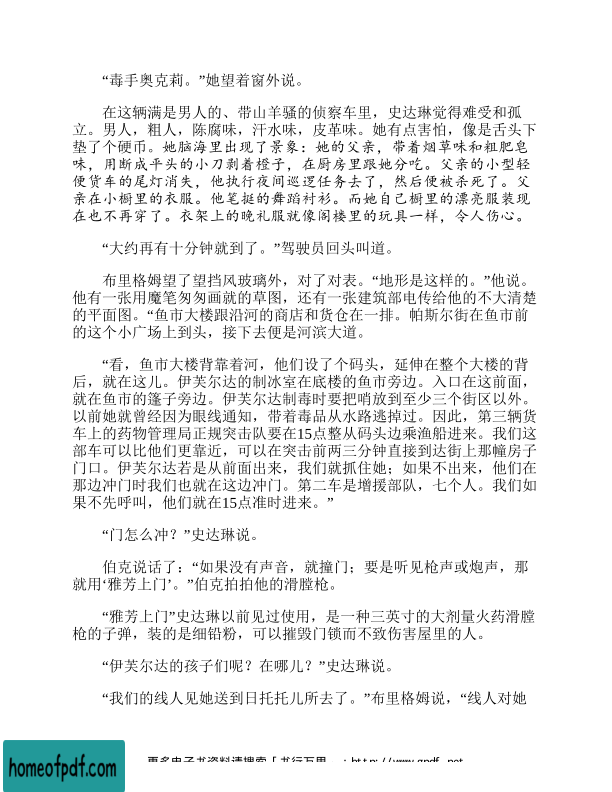 “毒手奥克莉。”她望着窗外说。
在这辆满是男人的、带山羊骚的侦察车里，史达琳觉得难受和孤
立。男人，粗人，陈腐味，汗水味，皮革味。她有点害怕，像是舌头下
垫了个硬币。她脑海里出现了景象：她的父亲，带着烟草味和粗肥皂
味，用断成平头的小刀剥着橙子，在厨房里跟她分吃。父亲的小型轻
便货车的尾灯消失，他执行夜间巡逻任务去了，然后便被杀死了。父
亲在小橱里的衣服。他笔挺的舞蹈衬衫。而她自己橱里的漂亮服装现
在也不再穿了。衣架上的晚礼服就像阁楼里的玩具一样，令人伤心。
“大约再有十分钟就到了。”驾驶员回头叫道。
布里格姆望了望挡风玻璃外，对了对表。“地形是这样的。”他说。
他有一张用魔笔匆匆画就的草图，还有一张建筑部电传给他的不大清楚
的平面图。“鱼市大楼跟沿河的商店和货仓在一排。帕斯尔街在鱼市前
的这个小广场上到头，接下去便是河滨大道。
“看，鱼市大楼背靠着河，他们设了个码头，延伸在整个大楼的背
后，就在这儿。伊芙尔达的制冰室在底楼的鱼市旁边。入口在这前面，
就在鱼市的篷子旁边。伊芙尔达制毒时要把哨放到至少三个街区以外。
以前她就曾经因为眼线通知，带着毒品从水路逃掉过。因此，第三辆货
车上的药物管理局正规突击队要在15点整从码头边乘渔船进来。我们这
部车可以比他们更靠近，可以在突击前两三分钟直接到达街上那幢房子
门口。伊芙尔达若是从前面出来，我们就抓住她；如果不出来，他们在
那边冲门时我们也就在这边冲门。第二车是增援部队，七个人。我们如
果不先呼叫，他们就在15点准时进来。”
“门怎么冲？”史达琳说。
伯克说话了：“如果没有声音，就撞门；要是听见枪声或炮声，那
就用‘雅芳上门’。”伯克拍拍他的滑膛枪。
“雅芳上门”史达琳以前见过使用，是一种三英寸的大剂量火药滑膛
枪的子弹，装的是细铅粉，可以摧毁门锁而不致伤害屋里的人。
“伊芙尔达的孩子们呢？在哪儿？”史达琳说。
“我们的线人见她送到日托托儿所去了。”布里格姆说，“线人对她
homeofpdf.com